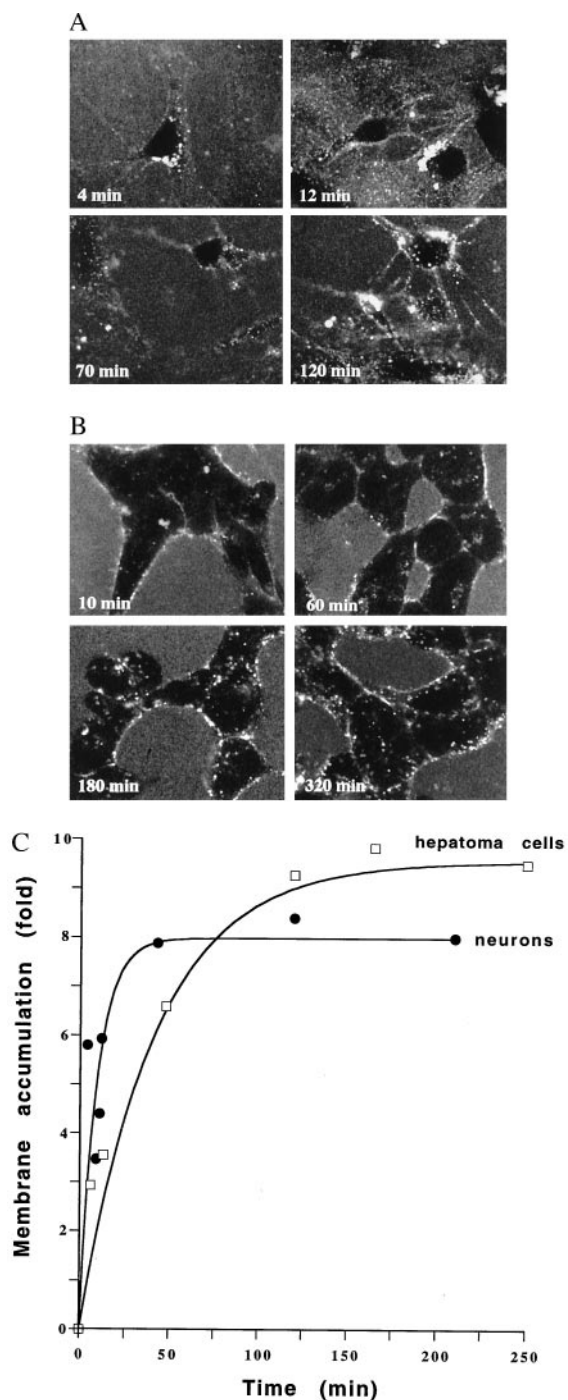 A
4 min
12 min
70 min
120 min
B
10 min
60 min
180 min
320 min
C
10
8
6
4
2
0
Membrane accumulation (fold)
hepatoma cells
neurons
0 50 100 150 200 250
Time (min)